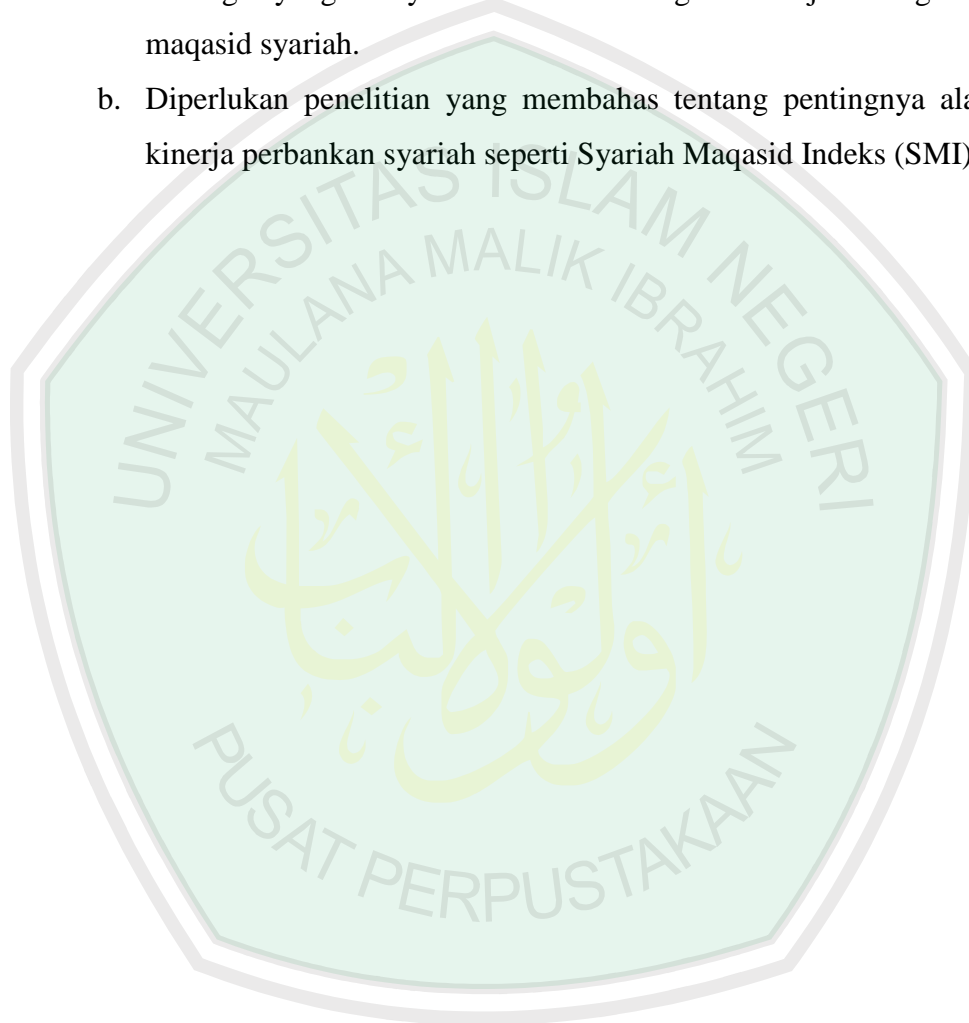 yang
maqasid syariah.
b. Diperlukan penelitian yang membahas tentang pentingnya ala
kinerja perbankan syariah seperti Syariah Maqasid Indeks (SMI)
UNIVERSITAS ISLAM NEGERI
MAULANA MALIK IBRAHIM
PUSAT PERPUSTAKAAN